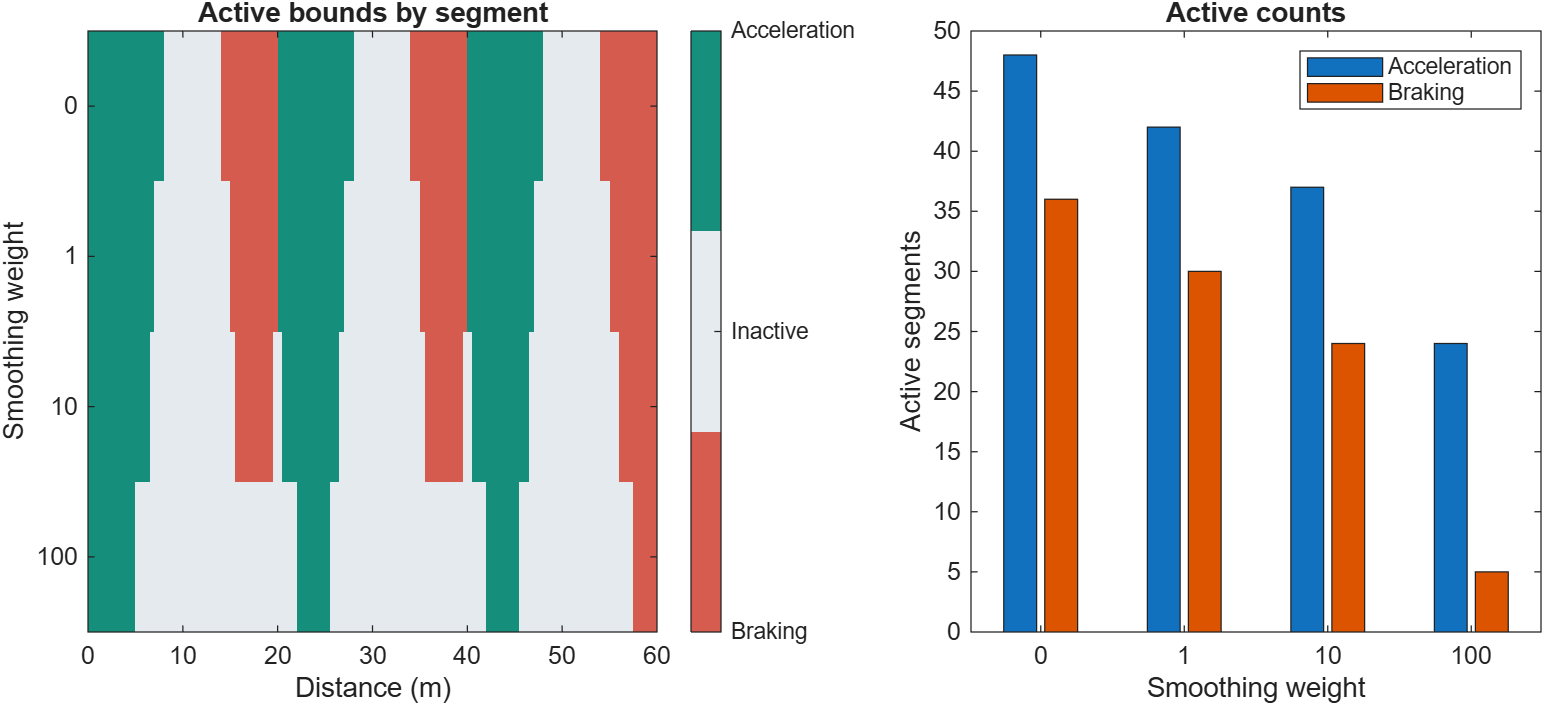 Active bounds by segment
Smoothing weight
0
1
10
100
0 10 20 30 40 50 60
Distance (m)
Acceleration
Inactive
Braking
Active counts
Active segments
50
45
40
35
30
25
20
15
10
5
0
0 1 10 100
Smoothing weight
Acceleration
Braking